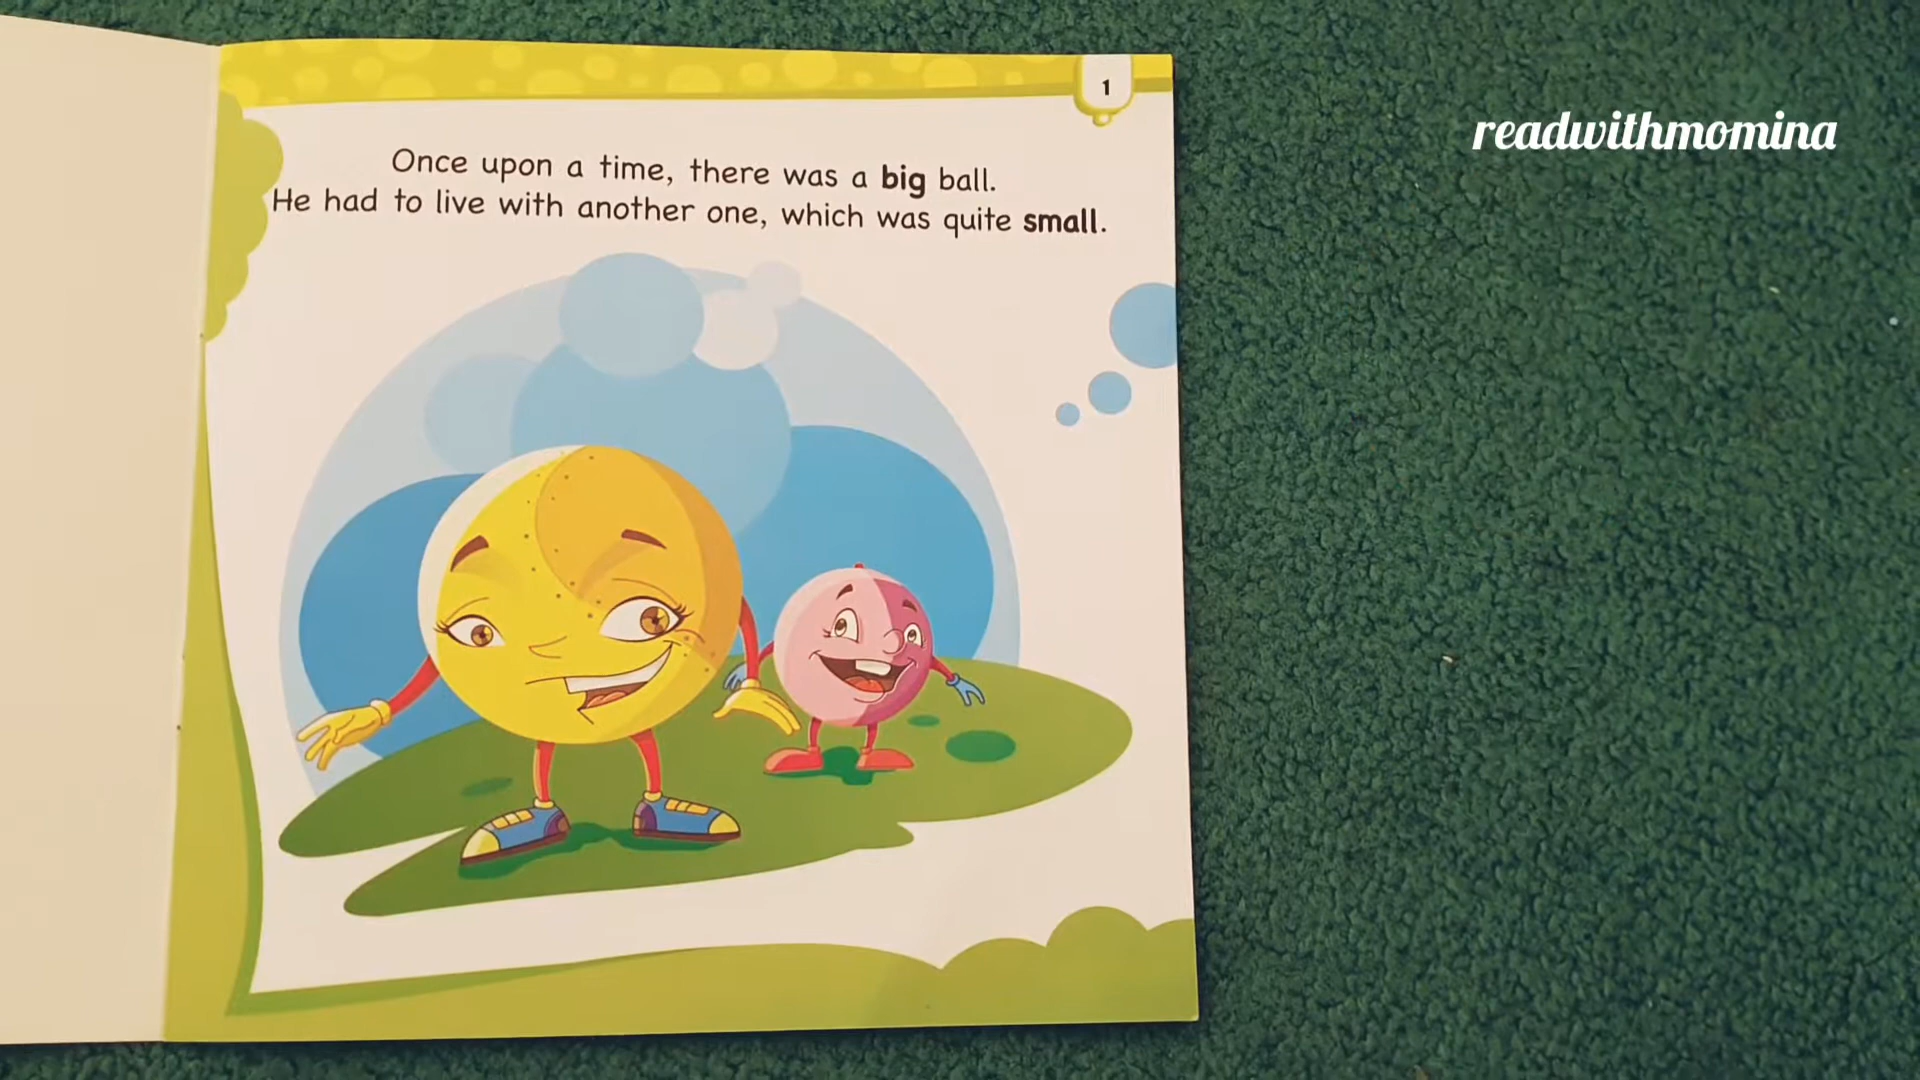 1
Once upon a time, there was a big ball.
He had to live with another one, which was quite small.
readwithmomina